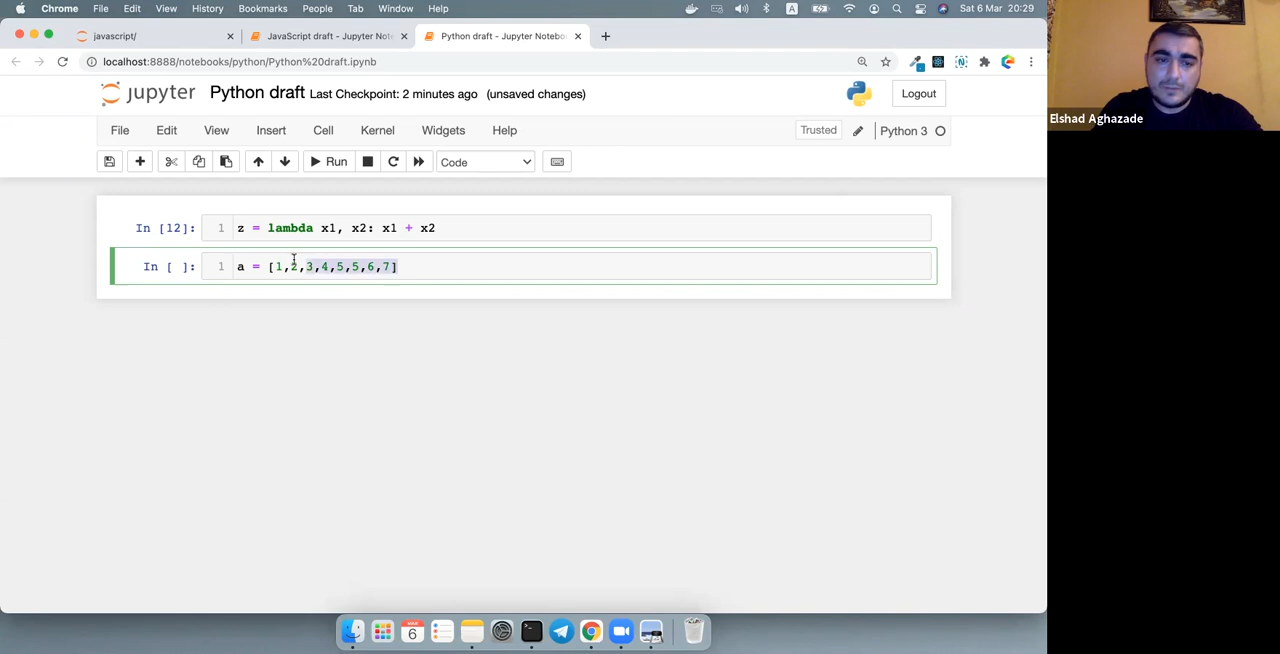 Chrome File Edit View History Bookmarks People Tab Window Help A Sat 6 Mar 20:29
javascript/ JavaScript draft - Jupyter Note Python draft - Jupyter Notebo
localhost:8888/notebooks/python/Python%20draft.ipynb
jupyter Python draft Last Checkpoint: 2 minutes ago (unsaved changes) Logout
File Edit View Insert Cell Kernel Widgets Help Trusted Python 3
Run Code
In [12]: 1 z = lambda x1, x2: x1 + x2
In [ ]: 1 a = [1,2,3,4,5,5,6,7]
Elshad Aghazade
6